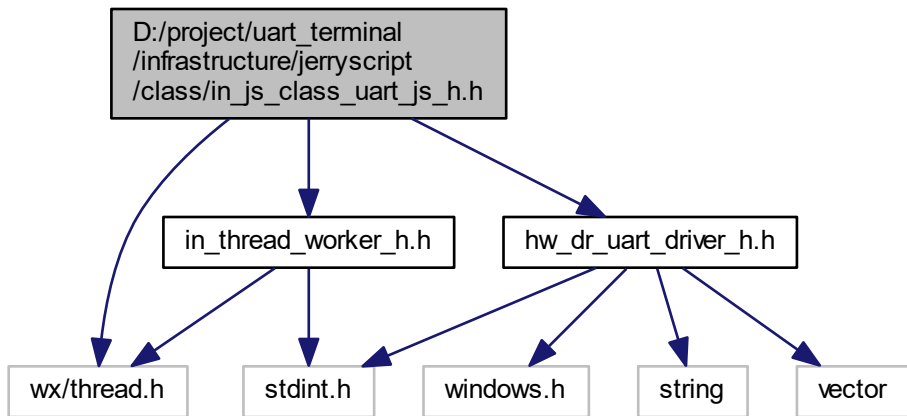 D:/project/uart_terminal
/infrastructure/jerryscript
/class/in_js_class_uart_js_h.h
in_thread_worker_h.h
hw_dr_uart_driver_h.h
wx/thread.h
stdint.h
windows.h
string
vector